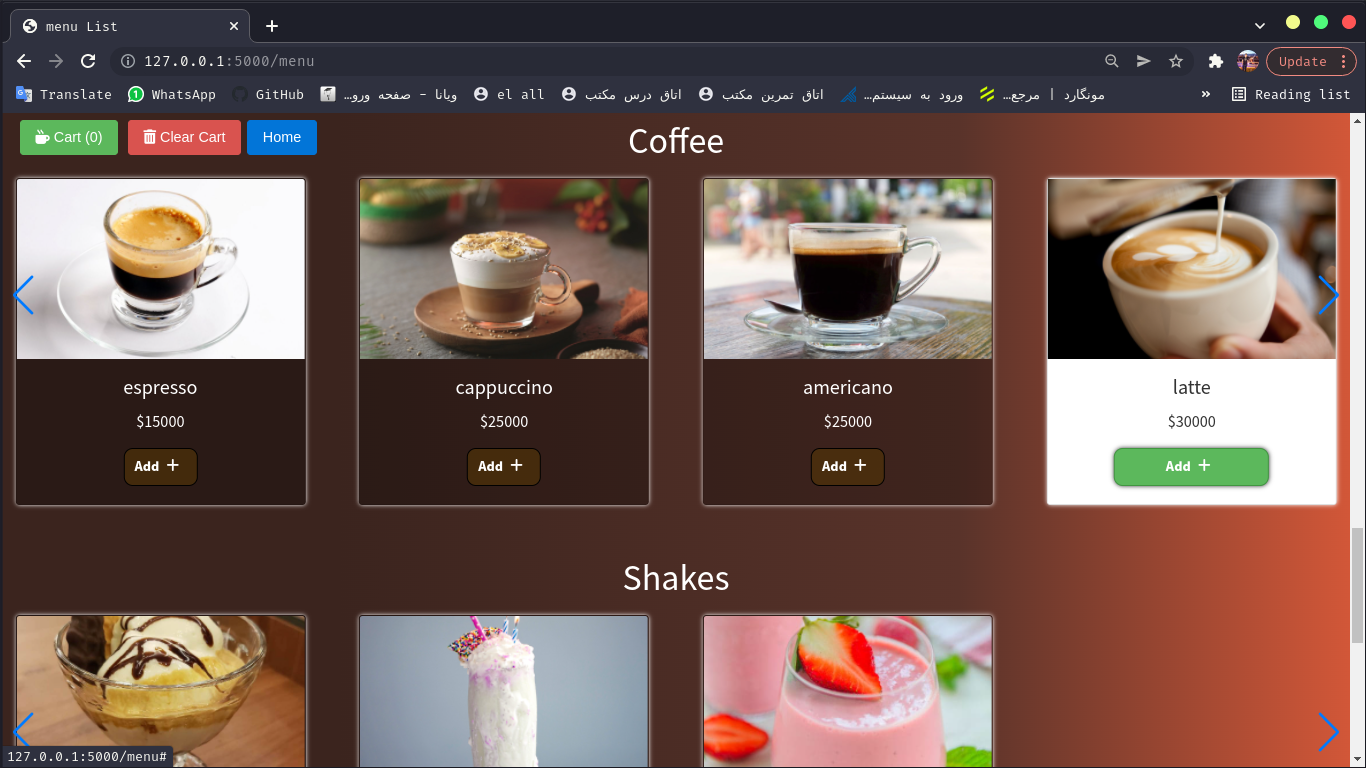 menu List
127.0.0.1:5000/menu
Update
Translate
WhatsApp
GitHub
ویانا - صفحه ورو...
el all
اتاق درس مکتب
اتاق تمرین مکتب
ورود به سیستم...
مونگارد | مرجع...
»
Reading list
Cart (0)
Clear Cart
Home
Coffee
espresso
$15000
Add +
cappuccino
$25000
Add +
americano
$25000
Add +
latte
$30000
Add +
Shakes
127.0.0.1:5000/menu#